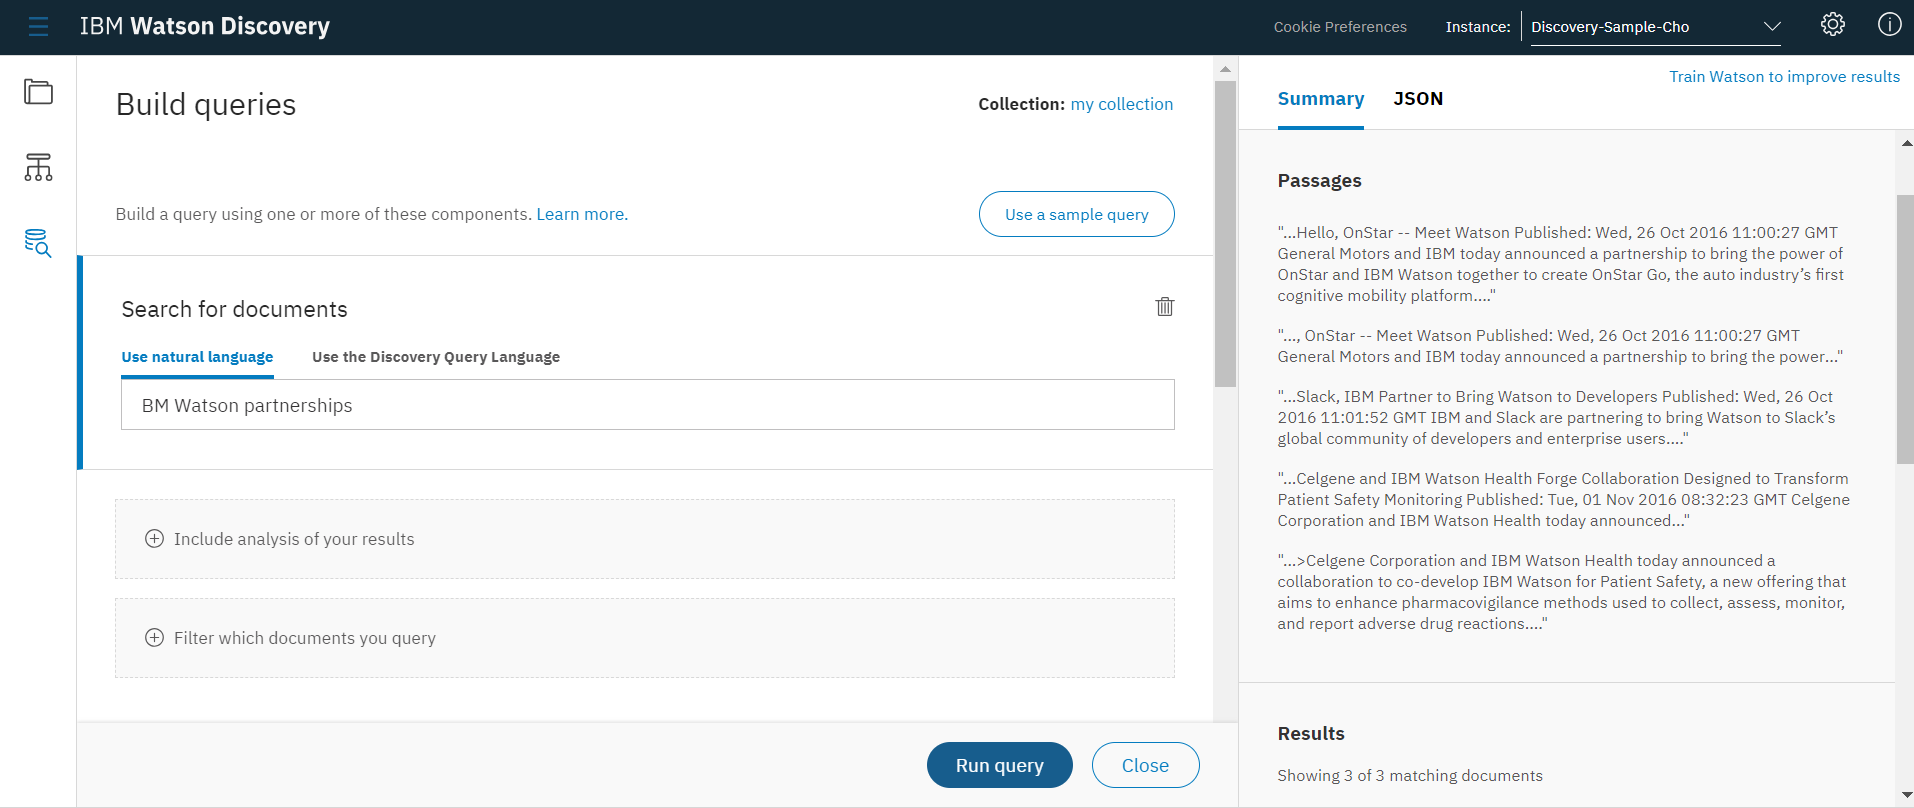 IBM Watson Discovery
Cookie Preferences
Instance:
Discovery-Sample-Cho
Build queries
Collection: my collection
Build a query using one or more of these components. Learn more.
Use a sample query
Search for documents
Use natural language
Use the Discovery Query Language
BM Watson partnerships
Include analysis of your results
Filter which documents you query
Run query
Close
Train Watson to improve results
Summary
JSON
Passages
"...Hello, OnStar -- Meet Watson Published: Wed, 26 Oct 2016 11:00:27 GMT
General Motors and IBM today announced a partnership to bring the power of
OnStar and IBM Watson together to create OnStar Go, the auto industry’s first
cognitive mobility platform...."
"..., OnStar -- Meet Watson Published: Wed, 26 Oct 2016 11:00:27 GMT
General Motors and IBM today announced a partnership to bring the power..."
"...Slack, IBM Partner to Bring Watson to Developers Published: Wed, 26 Oct
2016 11:01:52 GMT IBM and Slack are partnering to bring Watson to Slack’s
global community of developers and enterprise users...."
"...Celgene and IBM Watson Health Forge Collaboration Designed to Transform
Patient Safety Monitoring Published: Tue, 01 Nov 2016 08:32:23 GMT Celgene
Corporation and IBM Watson Health today announced..."
"...>Celgene Corporation and IBM Watson Health today announced a
collaboration to co-develop IBM Watson for Patient Safety, a new offering that
aims to enhance pharmacovigilance methods used to collect, assess, monitor,
and report adverse drug reactions...."
Results
Showing 3 of 3 matching documents